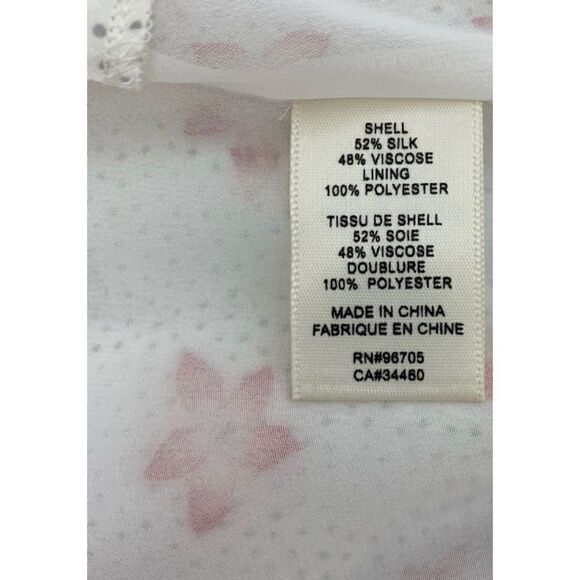 SHELL
52% SILK
48% VISCOSE
LINING
100% POLYESTER
TISSU DE SHELL
52% SOIE
48% VISCOSE
DOUBLURE
100% POLYESTER
MADE IN CHINA
FABRIQUE EN CHINE
RN#96705
CA#34460